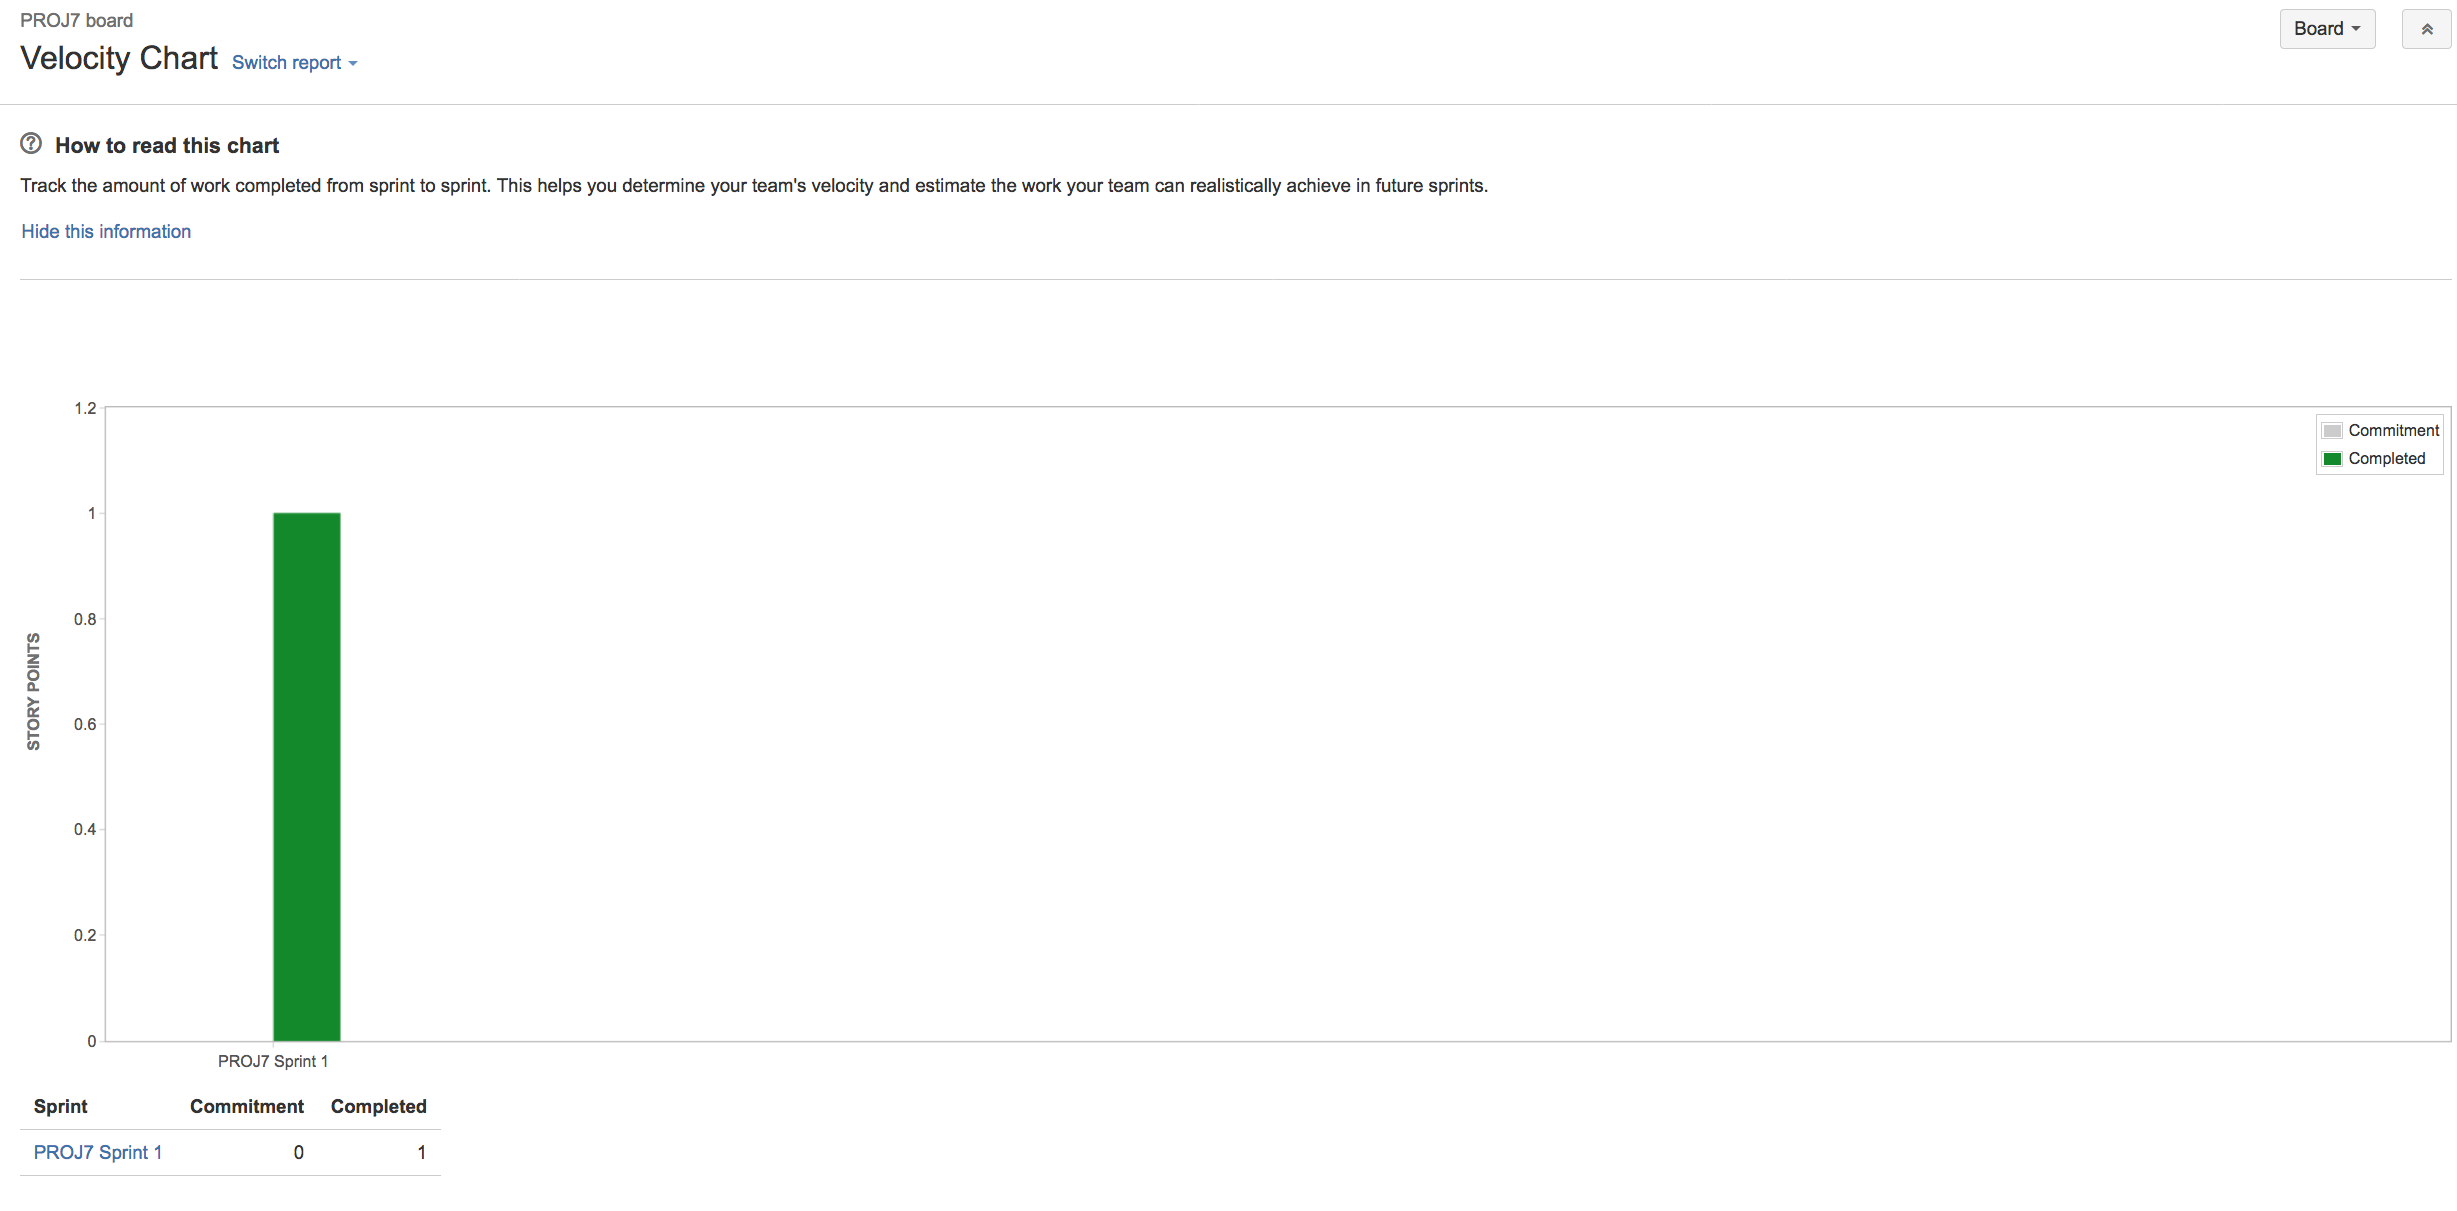 PROJ7 board
Velocity Chart Switch report
Board
How to read this chart
Track the amount of work completed from sprint to sprint. This helps you determine your team's velocity and estimate the work your team can realistically achieve in future sprints.
Hide this information
1.2
1
0.8
0.6
0.4
0.2
0
STORY POINTS
Commitment
Completed
PROJ7 Sprint 1
Sprint Commitment Completed
PROJ7 Sprint 1 0 1